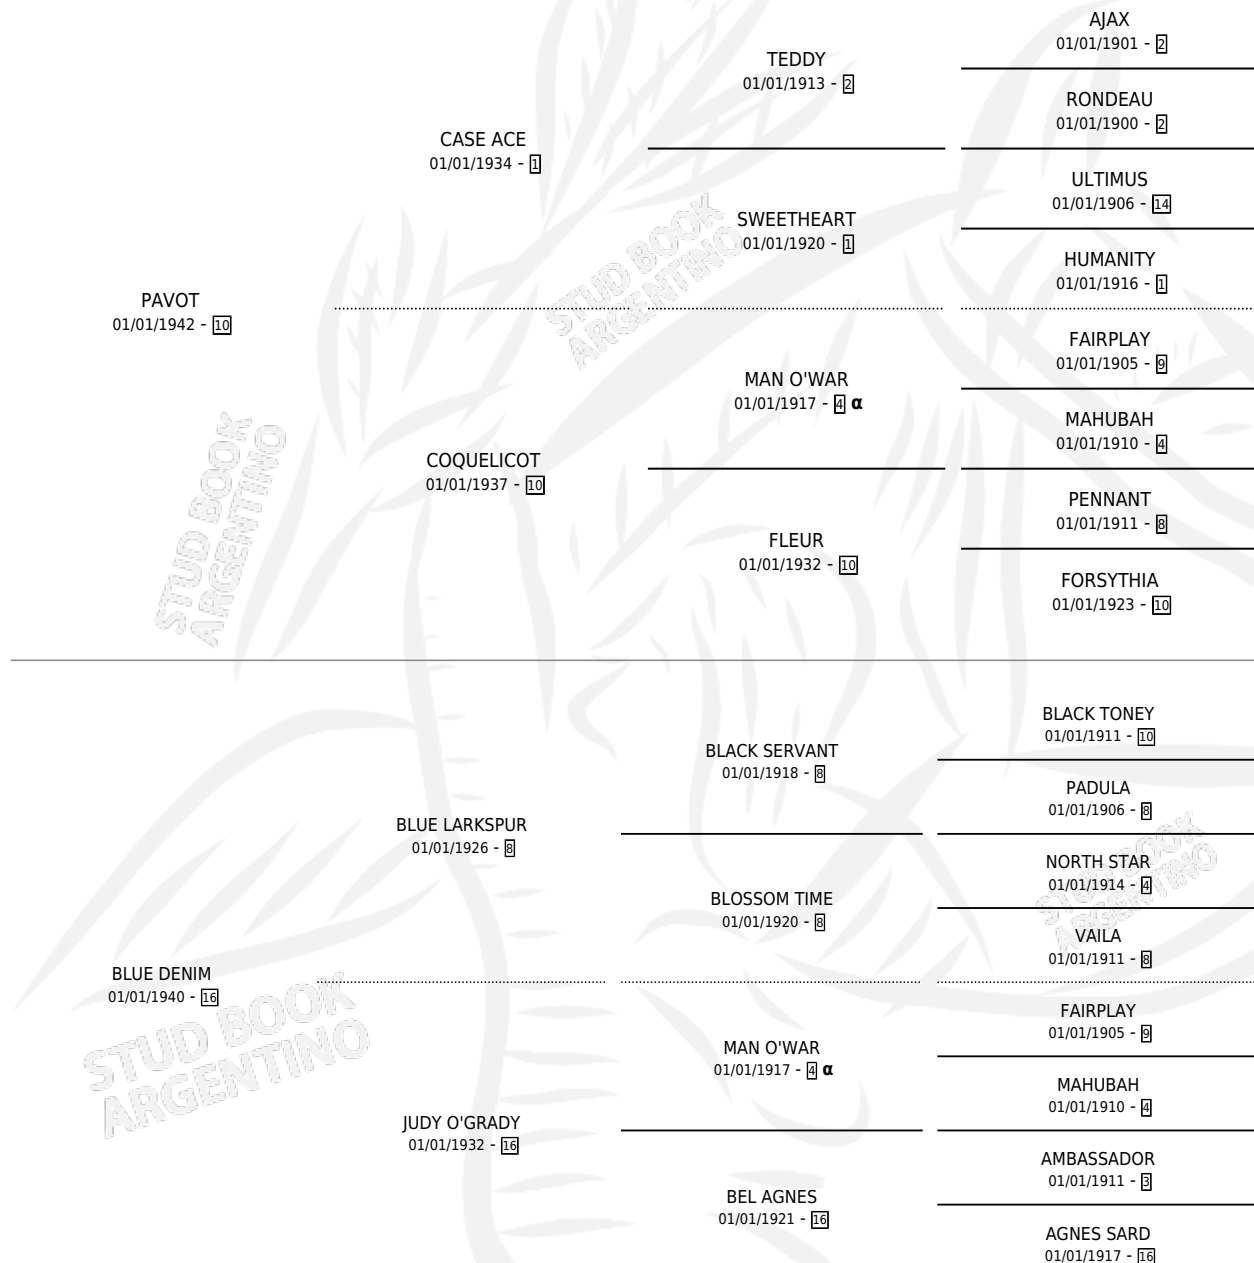 AJAX
01/01/1901 - 2
TEDDY
01/01/1913 - 2
RONDEAU
01/01/1900 - 2
CASE ACE
01/01/1934 - 1
ULTIMUS
01/01/1906 - 14
SWEETHEART
01/01/1920 - 1
HUMANITY
01/01/1916 - 1
PAVOT
01/01/1942 - 10
FAIRPLAY
01/01/1905 - 9
MAN O'WAR
01/01/1917 - 4 α
MAHUBAH
01/01/1910 - 4
COQUELICOT
01/01/1937 - 10
PENNANT
01/01/1911 - 8
FLEUR
01/01/1932 - 10
FORSYTHIA
01/01/1923 - 10
BLACK TONEY
01/01/1911 - 10
BLACK SERVANT
01/01/1918 - 8
PADULA
01/01/1906 - 8
BLUE LARKSPUR
01/01/1926 - 8
NORTH STAR
01/01/1914 - 4
BLOSSOM TIME
01/01/1920 - 8
VAILA
01/01/1911 - 8
BLUE DENIM
01/01/1940 - 16
FAIRPLAY
01/01/1905 - 9
MAN O'WAR
01/01/1917 - 4 α
MAHUBAH
01/01/1910 - 4
JUDY O'GRADY
01/01/1932 - 16
AMBASSADOR
01/01/1911 - 3
BEL AGNES
01/01/1921 - 16
AGNES SARD
01/01/1917 - 16
STUD BOOK
ARGENTINO
STUD BOOK
ARGENTINO
STUD BOOK
ARGENTINO
STUD BOOK
ARGENTINO